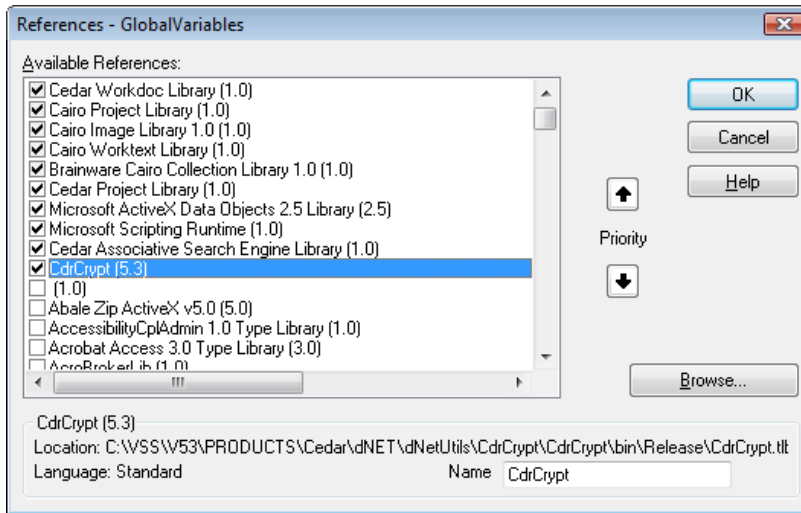 References - GlobalVariables
Available References:
Cedar Workdoc Library (1.0)
Cairo Project Library (1.0)
Cairo Image Library 1.0 (1.0)
Cairo Worktext Library (1.0)
Brainware Cairo Collection Library 1.0 (1.0)
Cedar Project Library (1.0)
Microsoft ActiveX Data Objects 2.5 Library (2.5)
Microsoft Scripting Runtime (1.0)
Cedar Associative Search Engine Library (1.0)
CdrCrypt (5.3)
(1.0)
Abale Zip ActiveX v5.0 (5.0)
AccessibilityCplAdmin 1.0 Type Library (1.0)
Acrobat Access 3.0 Type Library (3.0)
AcroBrokerLib (1.0)
OK
Cancel
Help
Priority
Browse...
CdrCrypt (5.3)
Location: C:\VSS\V53\PRODUCTS\Cedar\dNET\dNetUtils\CdrCrypt\CdrCrypt\bin\Release\CdrCrypt.tlb
Language: Standard
Name CdrCrypt